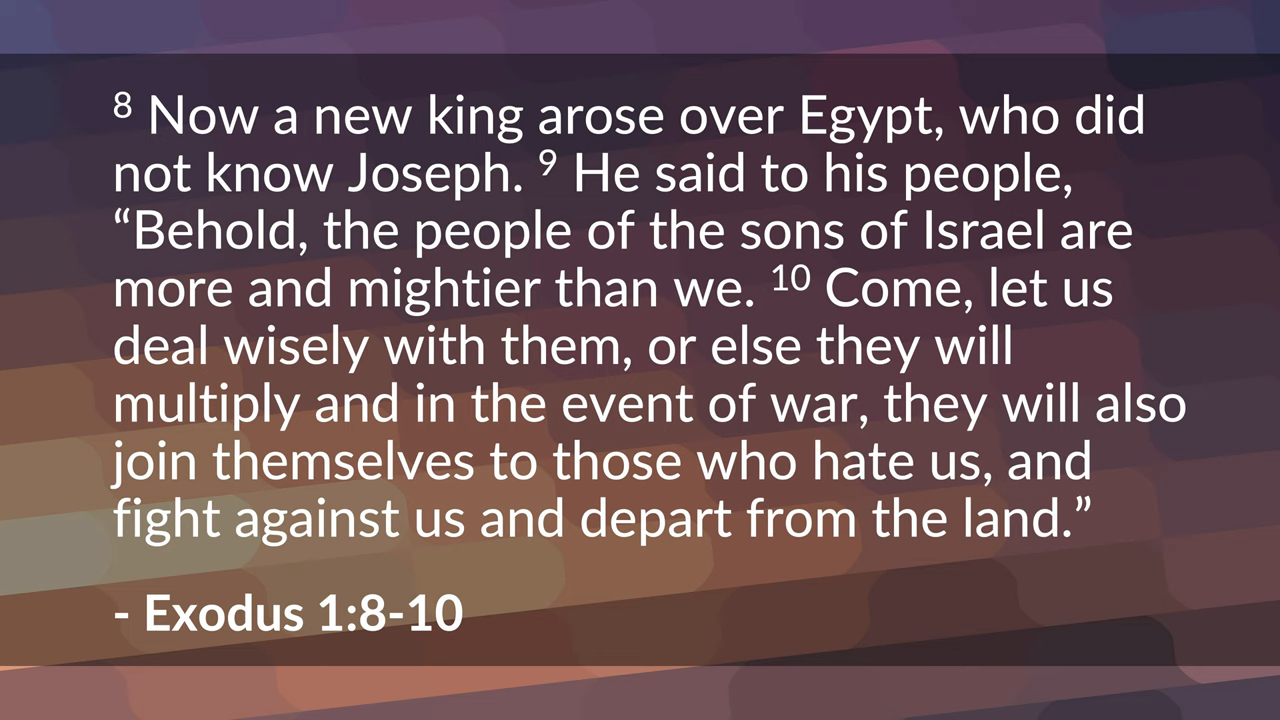 8 Now a new king arose over Egypt, who did
not know Joseph. 9 He said to his people,
“Behold, the people of the sons of Israel are
more and mightier than we. 10 Come, let us
deal wisely with them, or else they will
multiply and in the event of war, they will also
join themselves to those who hate us, and
fight against us and depart from the land.”
- Exodus 1:8-10